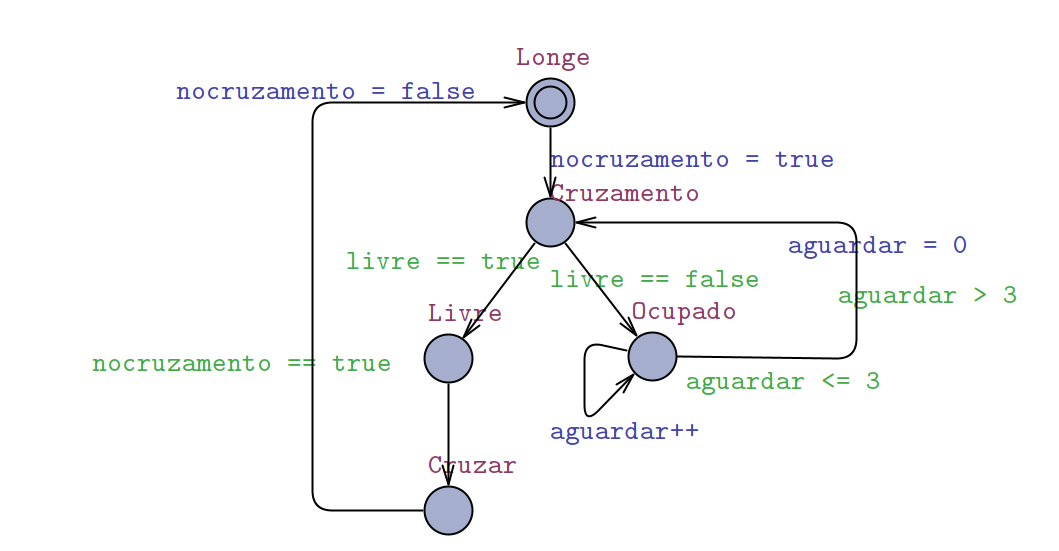 Longe
nocruzamento = false
nocruzamento = true
Cruzamento
aguardar = 0
livre == true
livre == false
aguardar > 3
Livre
Ocupado
nocruzamento == true
aguardar <= 3
aguardar++
Cruzar